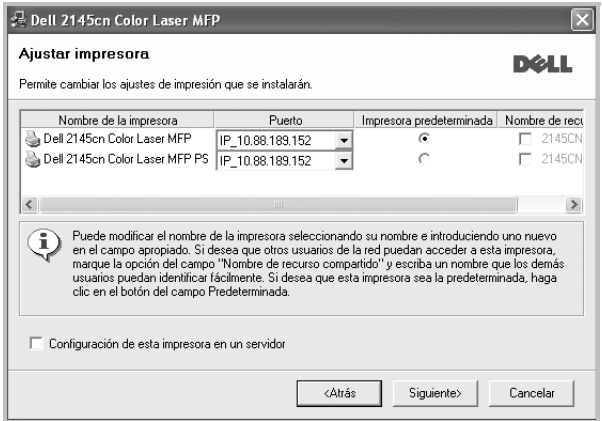 Dell 2145cn Color Laser MFP
Ajustar impresora
DELL
Permite cambiar los ajustes de impresión que se instalarán.
Nombre de la impresora Puerto Impresora predeterminada Nombre de recu
Dell 2145cn Color Laser MFP IP_10.88.189.152 2145CN
Dell 2145cn Color Laser MFP PS IP_10.88.189.152 2145CN
Puede modificar el nombre de la impresora seleccionando su nombre e introduciendo uno nuevo
en el campo apropiado. Si desea que otros usuarios de la red puedan acceder a esta impresora,
marque la opción del campo "Nombre de recurso compartido" y escriba un nombre que los demás
usuarios puedan identificar fácilmente. Si desea que esta impresora sea la predeterminada, haga
clic en el botón del campo Predeterminada.
Configuración de esta impresora en un servidor
<Atrás Siguiente> Cancelar